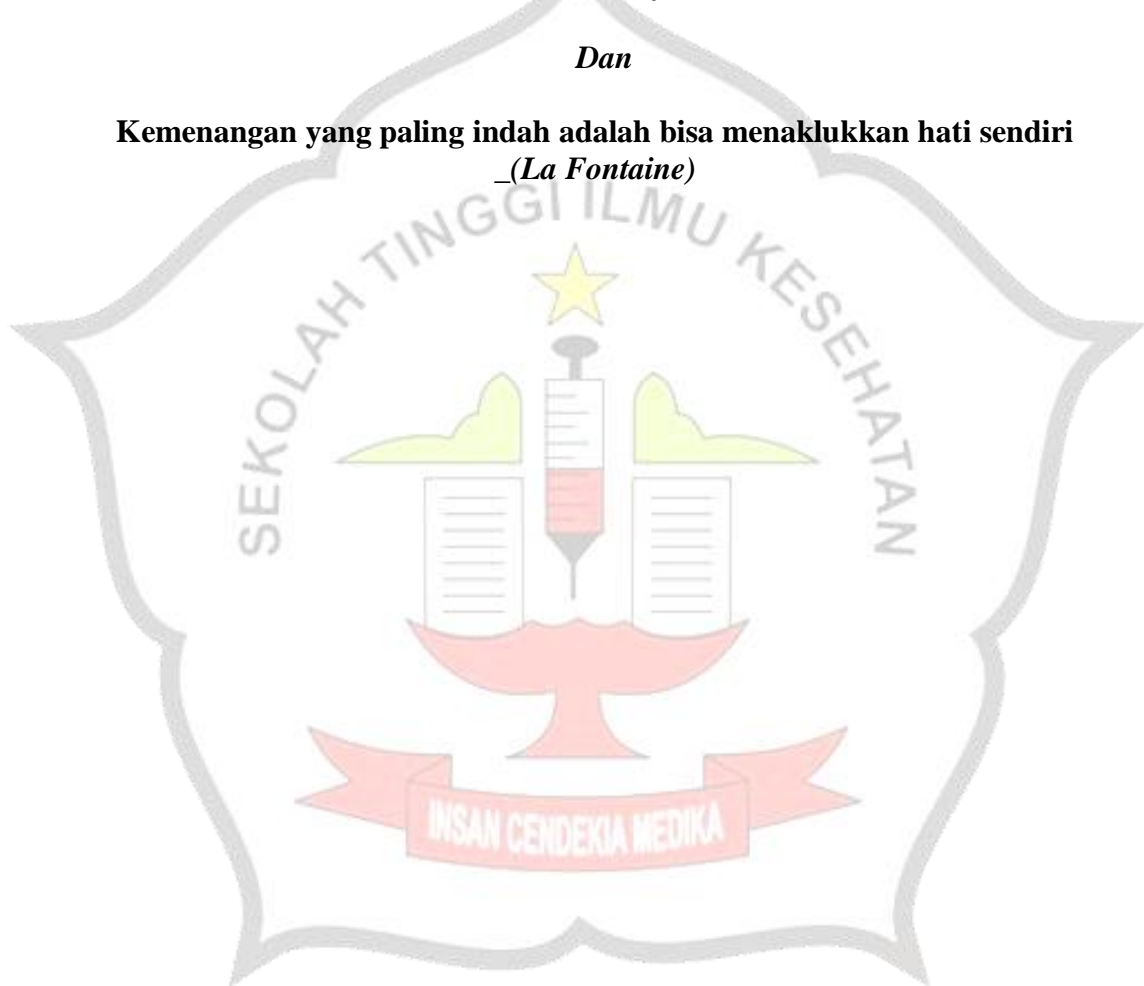 Dan
Kemenangan yang paling indah adalah bisa menaklukkan hati sendiri
_(La Fontaine)
SEKOLAH TINGGI ILMU KESEHATAN
INSAN CENDEKIA MEDIKA